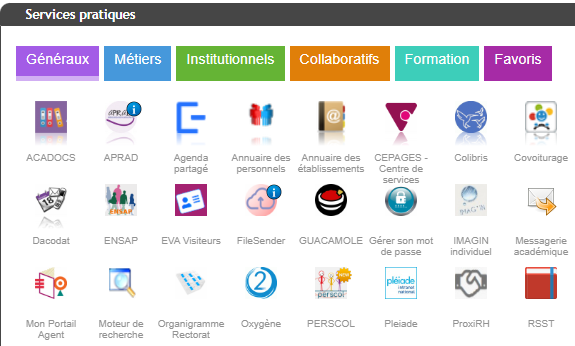 Services pratiques
Généraux Métiers Institutionnels Collaboratifs Formation Favoris
ACADOCS APRAD Agenda partagé Annuaire des personnels Annuaire des établissements CEPAGES - Centre de services Colibris Covoiturage
Dacodat ENSAP EVA Visiteurs FileSender GUACAMOLE Gérer son mot de passe IMAGIN individuel Messagerie académique
Mon Portail Agent Moteur de recherche Organigramme Rectorat Oxygène PERSCOL Pleiade ProxiRH RSST